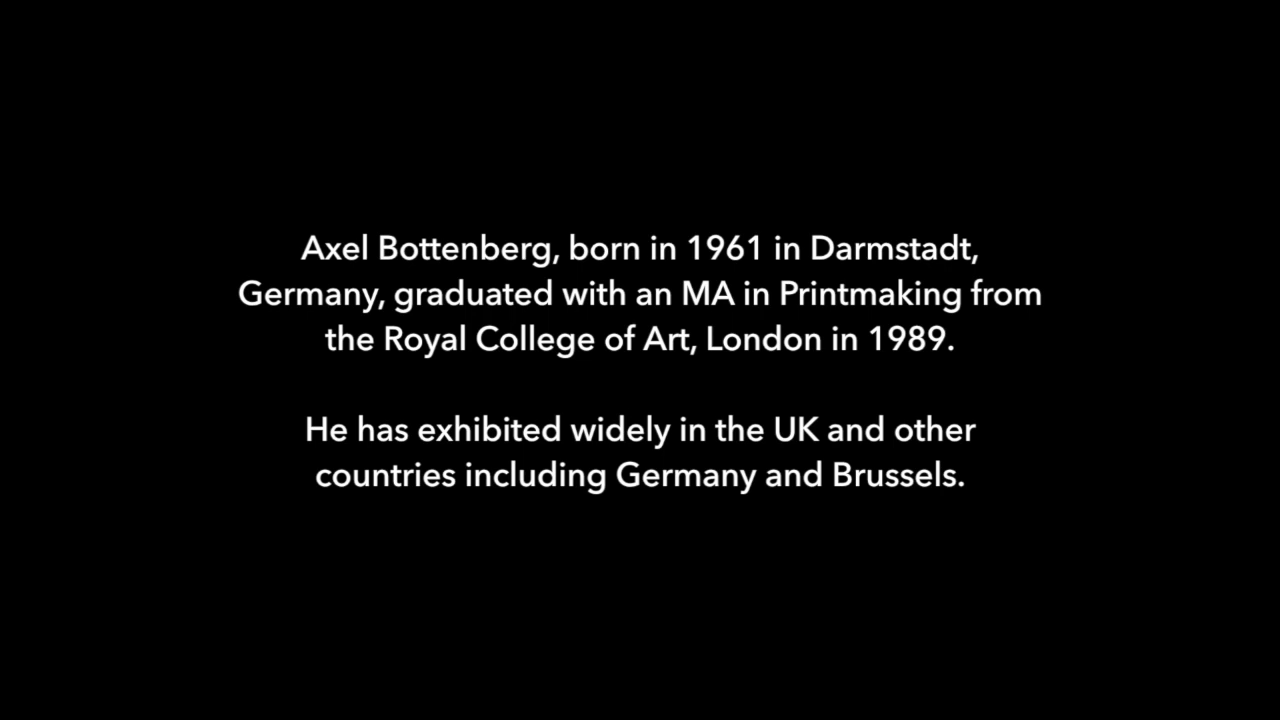 Axel Bottenberg, born in 1961 in Darmstadt,
Germany, graduated with an MA in Printmaking from
the Royal College of Art, London in 1989.
He has exhibited widely in the UK and other
countries including Germany and Brussels.